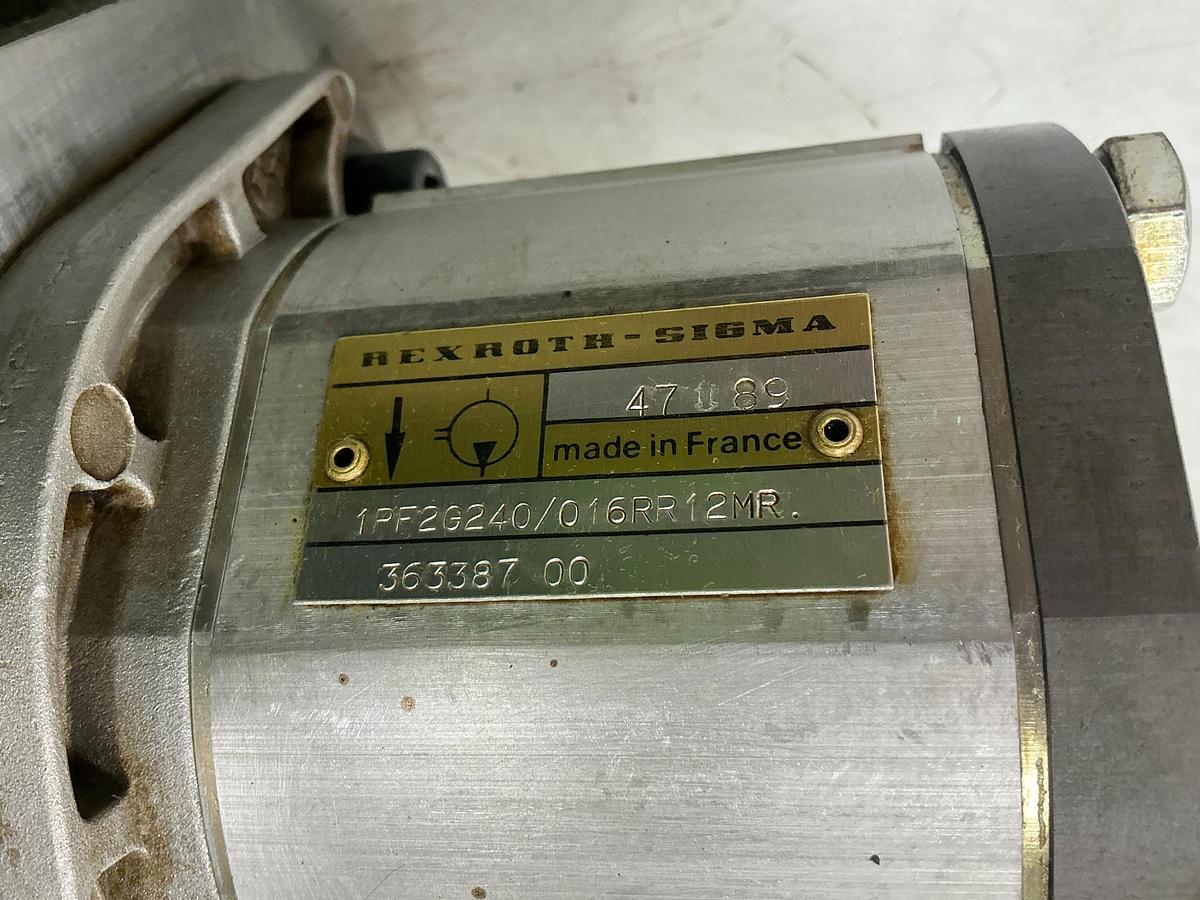 REXROTH-SIGMA
47 89
made in France
1PF2G240/016RR12MR.
363387 00